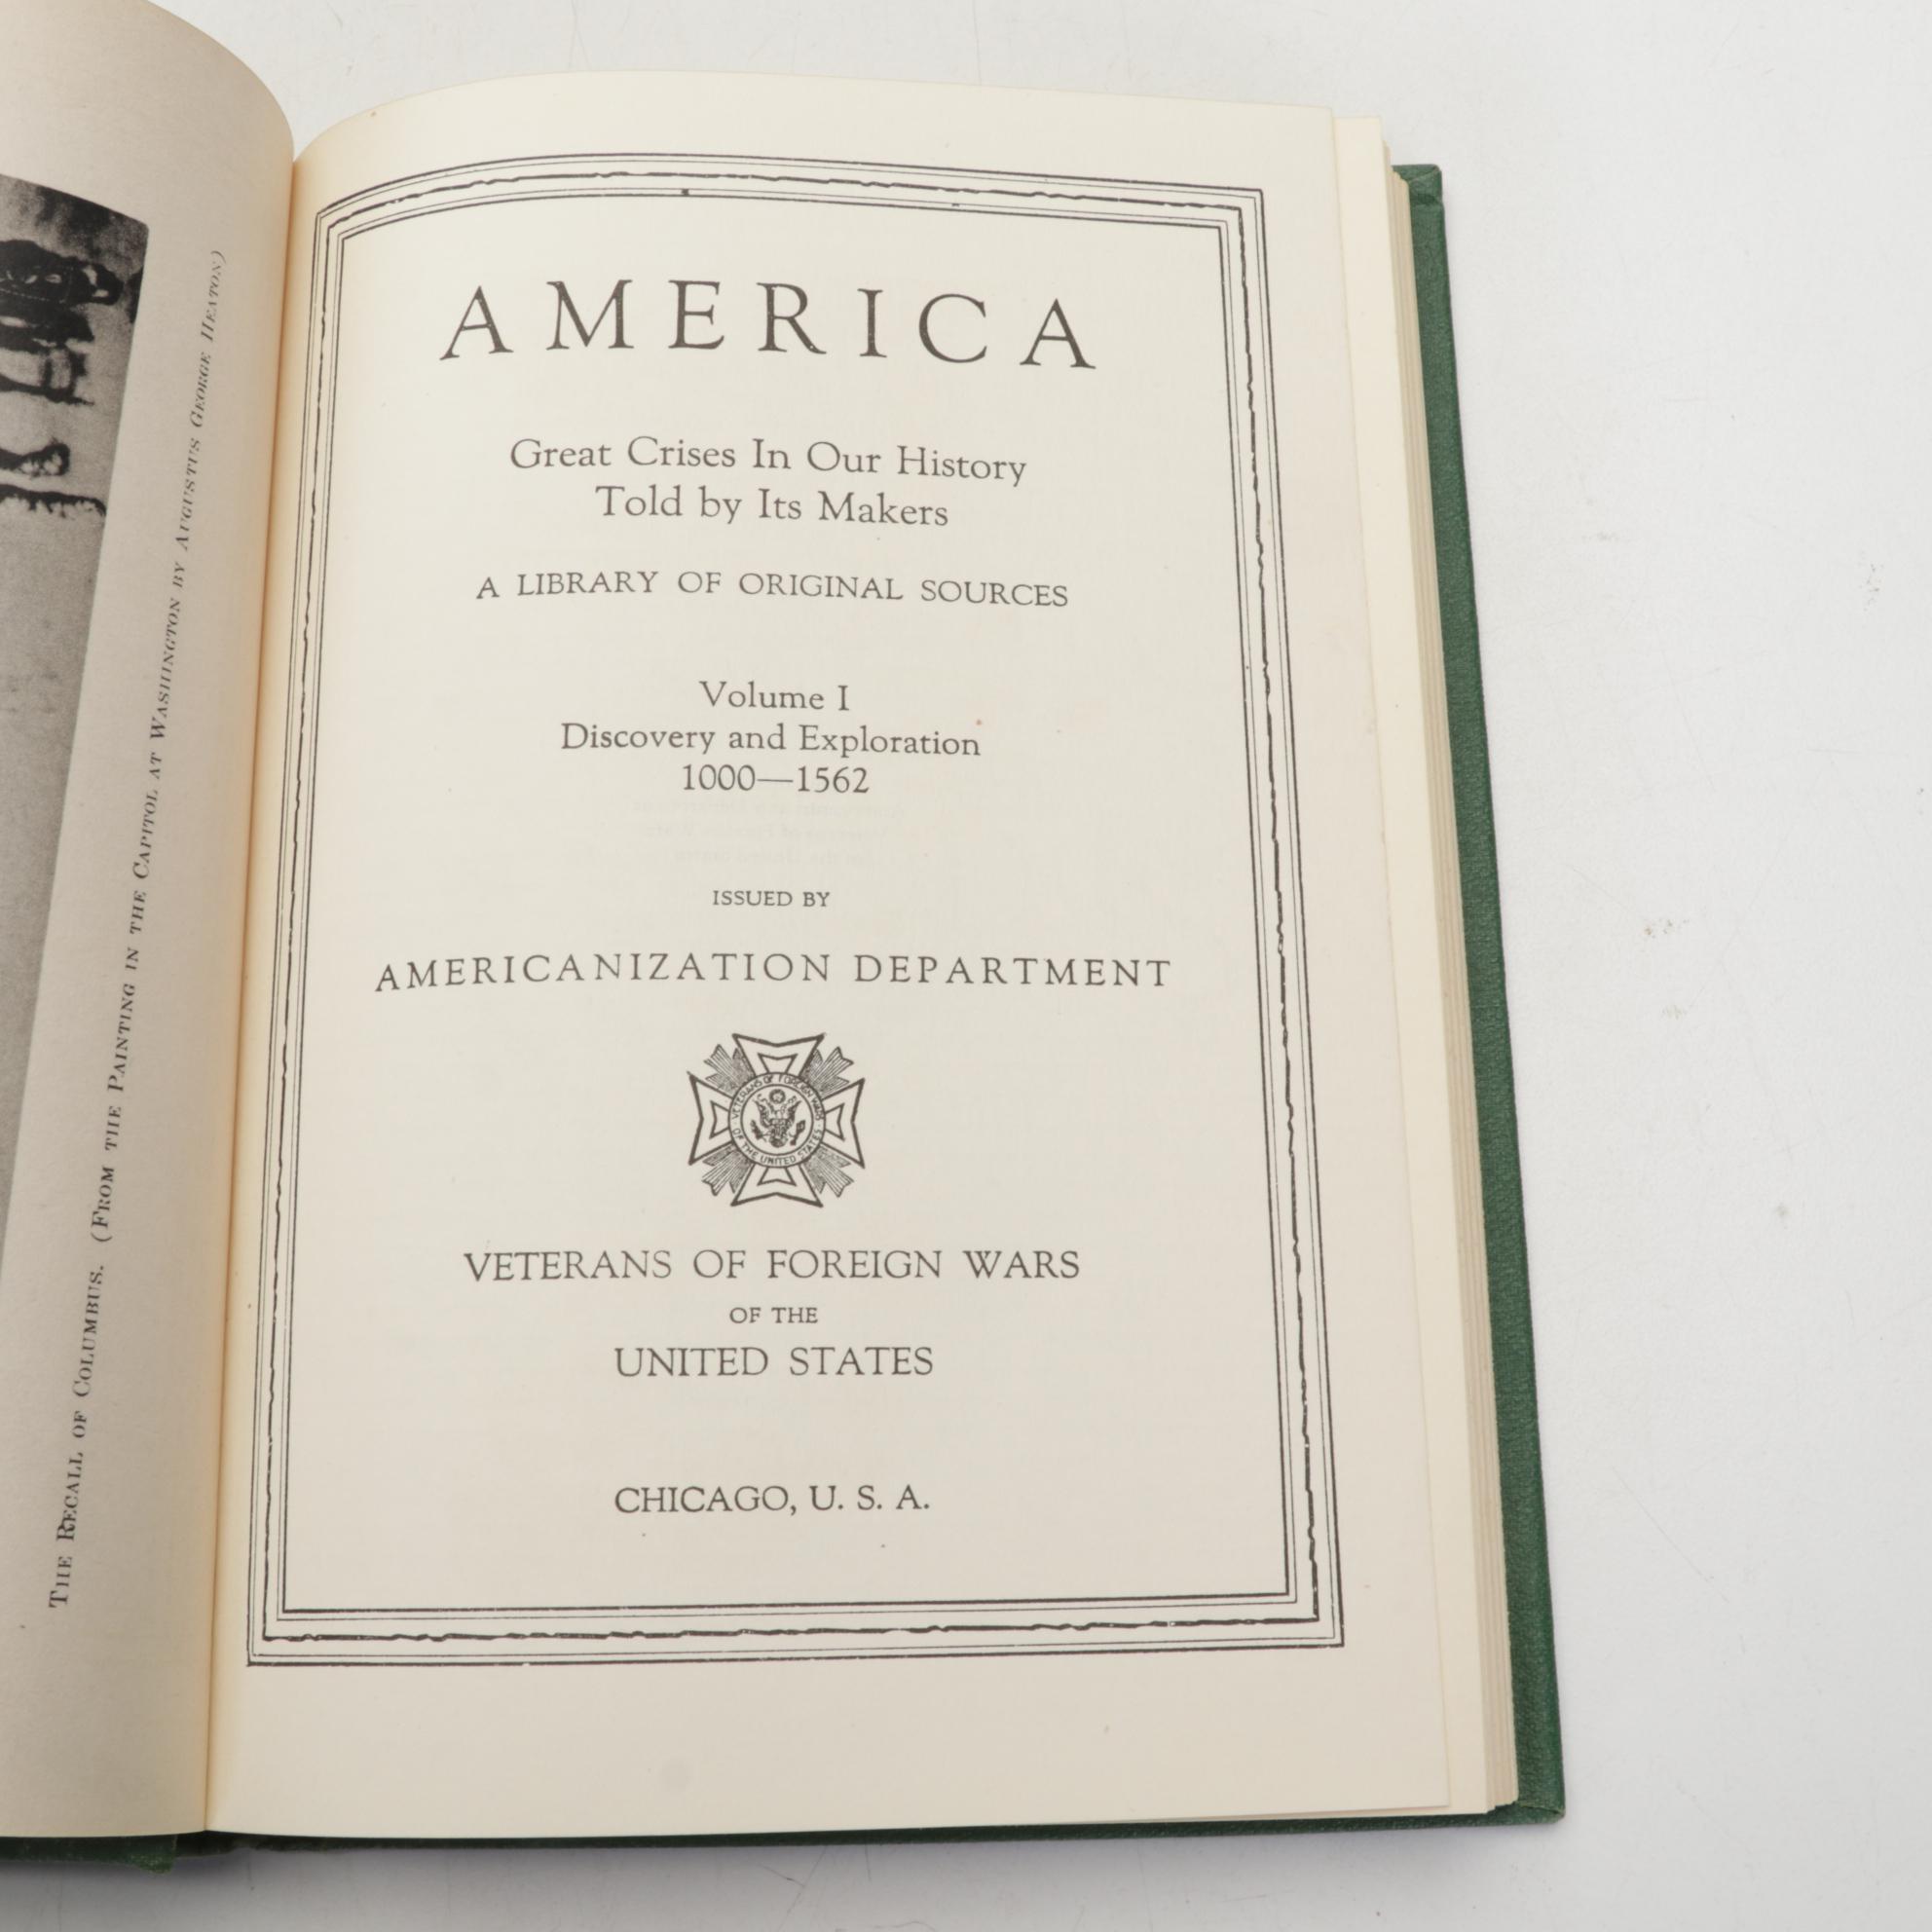 THE RECALL OF COLUMBUS. (FROM THE PAINTING IN THE CAPITOL AT WASHINGTON BY AUGUSTUS GEORGE HEATON)
AMERICA
Great Crises In Our History
Told by Its Makers
A LIBRARY OF ORIGINAL SOURCES
Volume I
Discovery and Exploration
1000—1562
ISSUED BY
AMERICANIZATION DEPARTMENT
VETERANS OF FOREIGN WARS
OF THE UNITED STATES
VETERANS OF FOREIGN WARS
OF THE
UNITED STATES
CHICAGO, U. S. A.